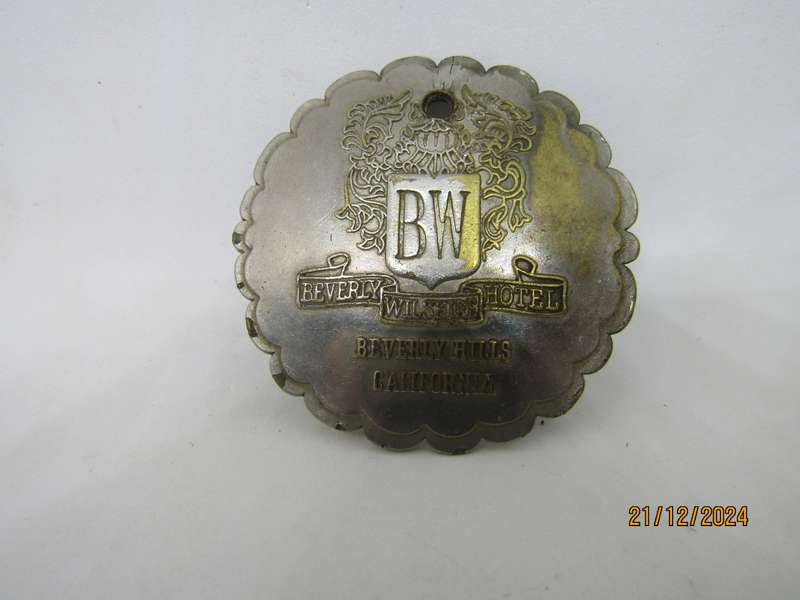 BW
BEVERLY WILSHIRE HOTEL
BEVERLY HILLS
CALIFORNIA
21/12/2024